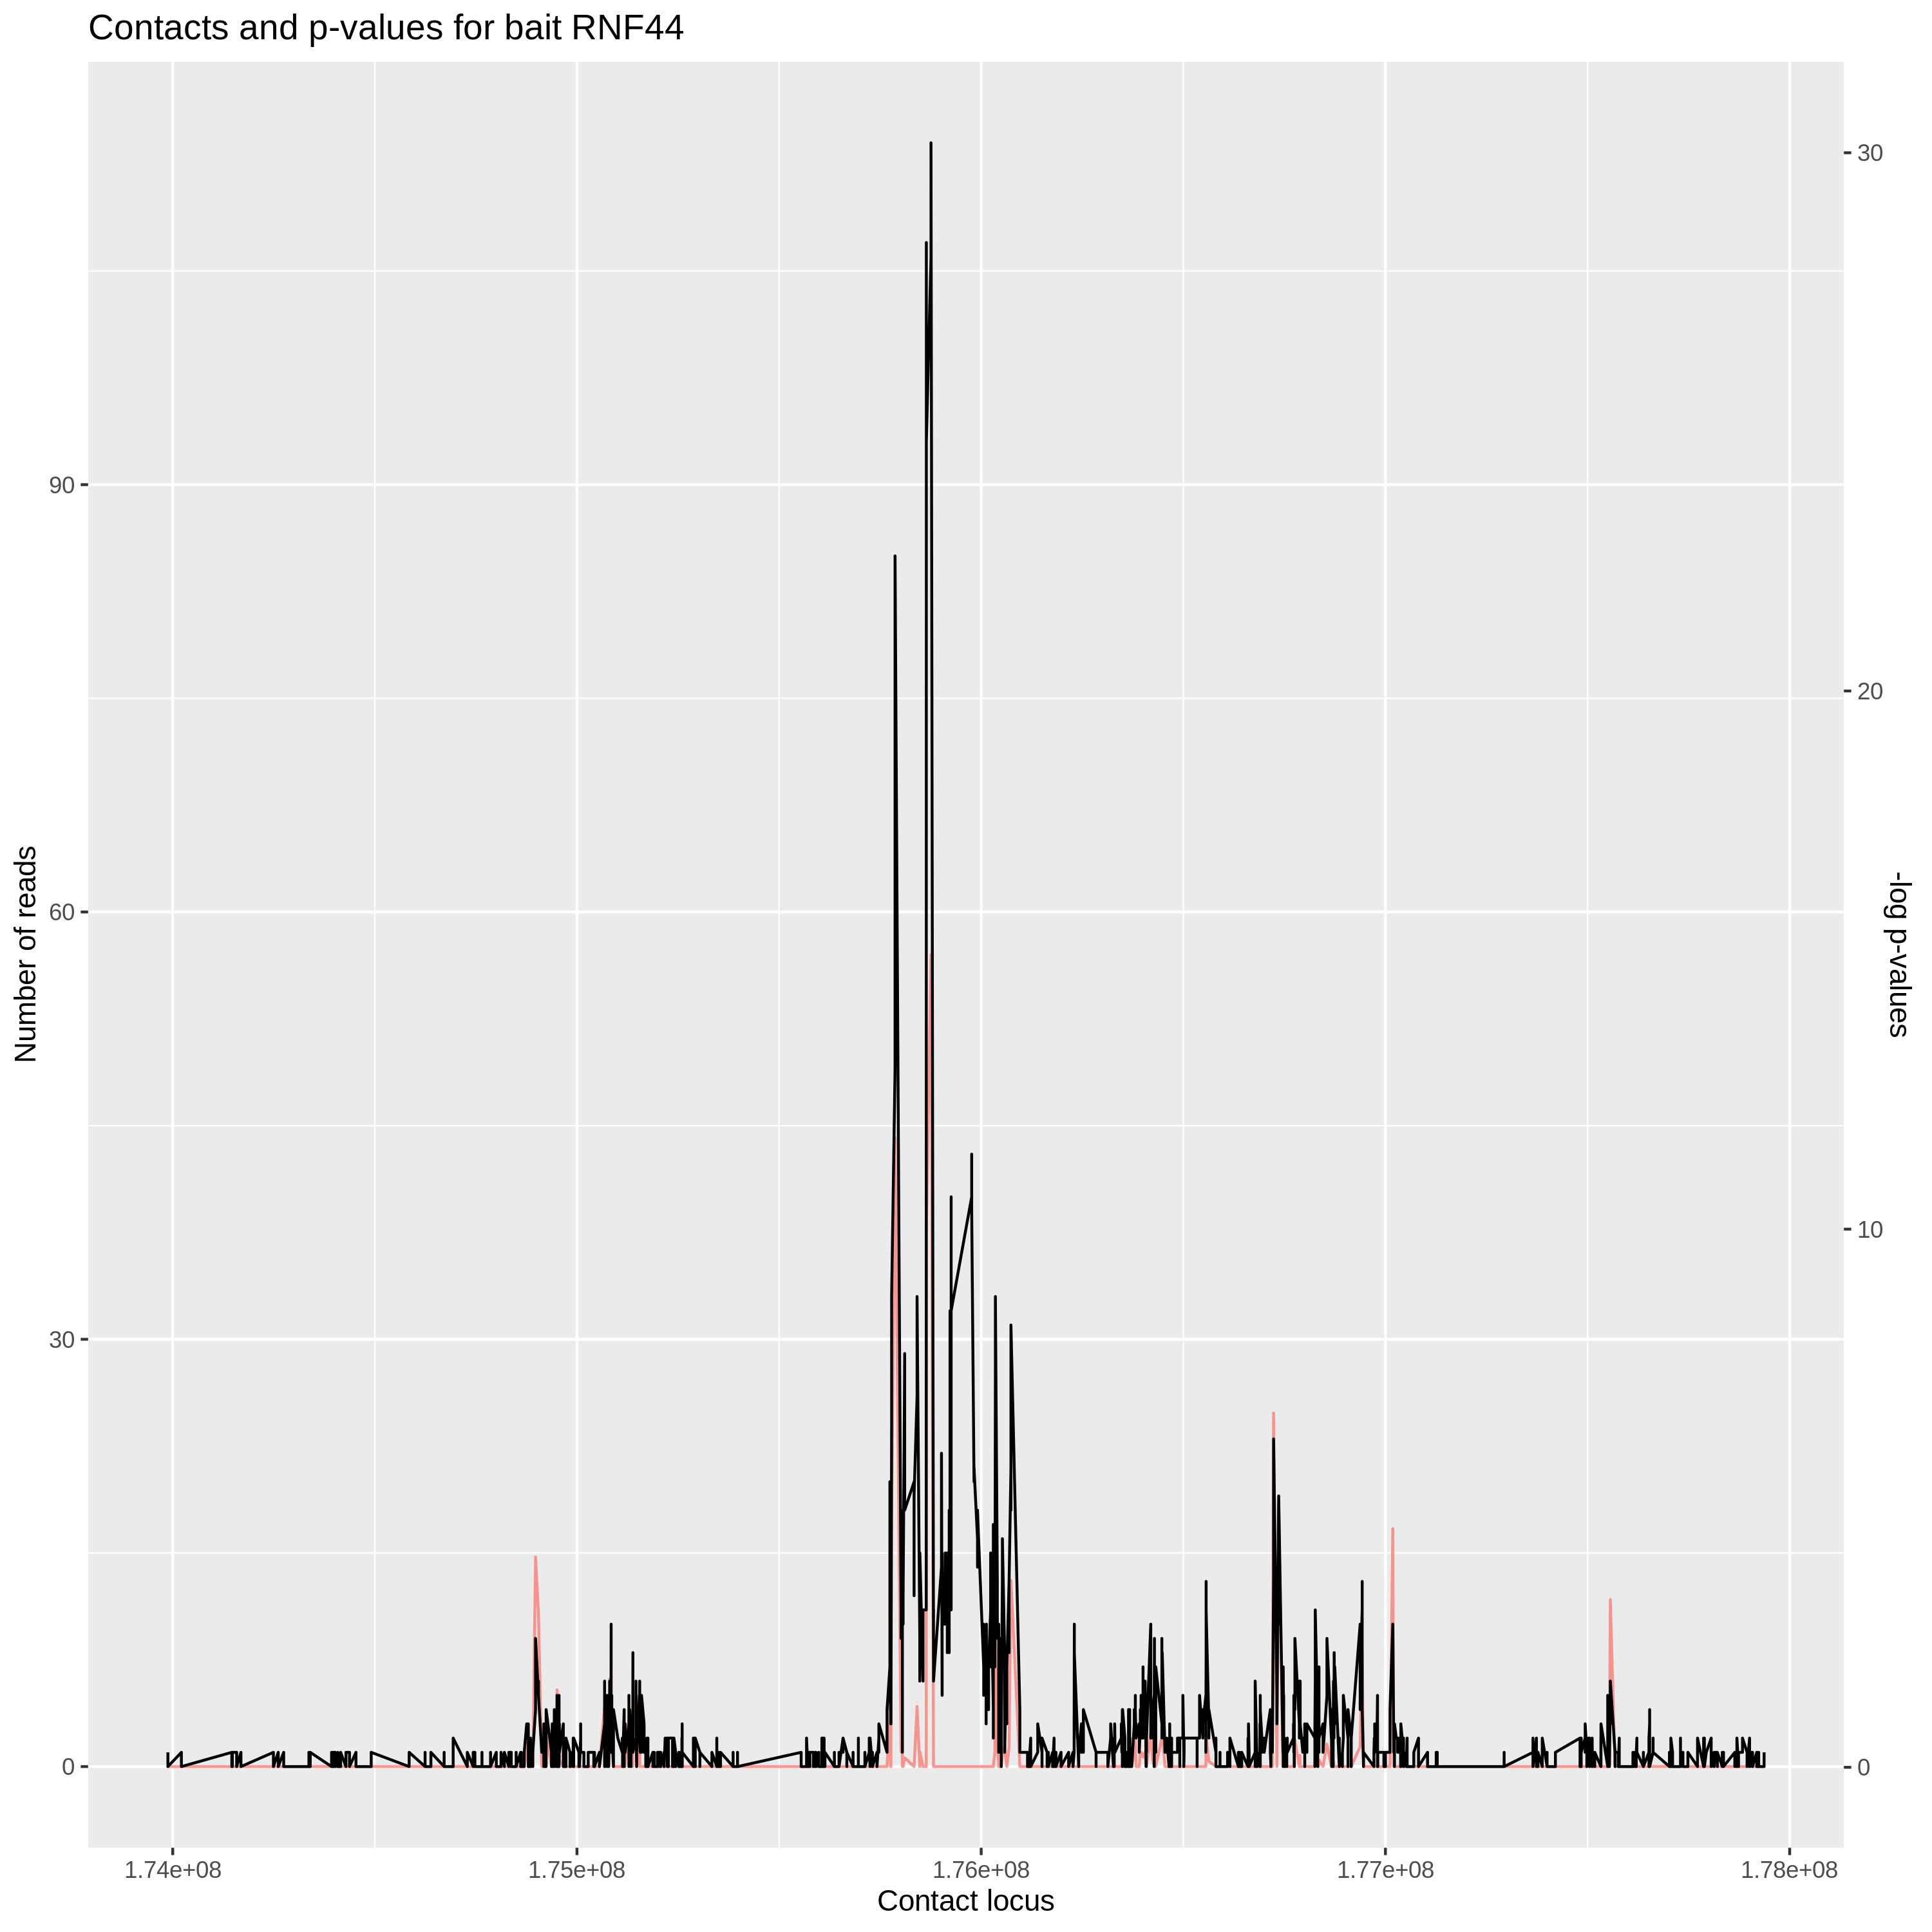 Contacts and p-values for bait RNF44
30
90
20
60
10
30
0
0
Number of reads
-log p-values
1.74e+08
1.75e+08
1.76e+08
1.77e+08
1.78e+08
Contact locus